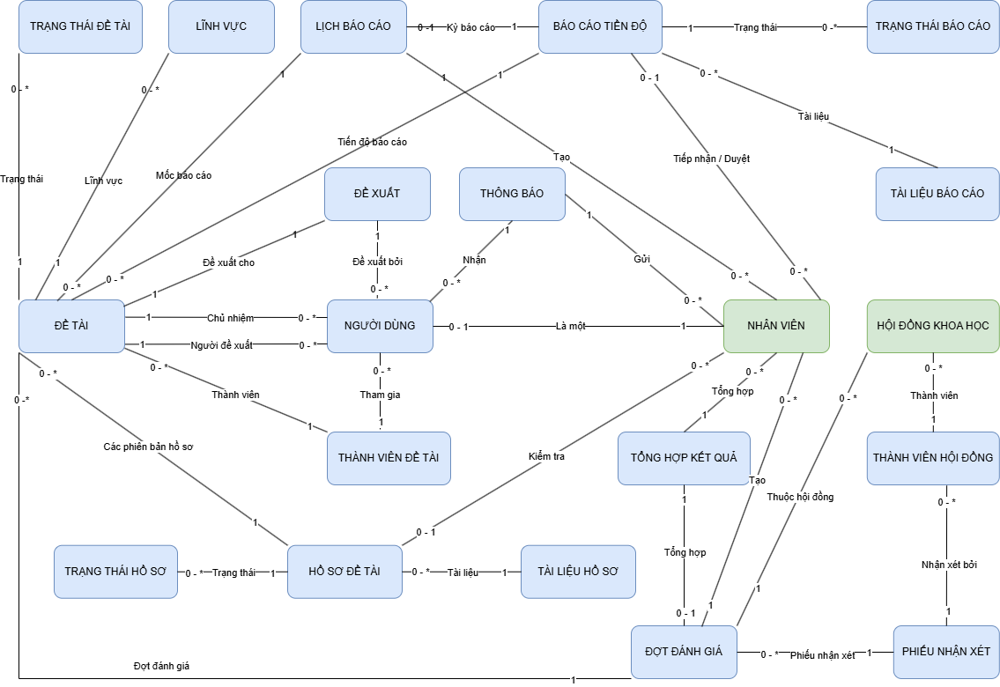 TRẠNG THÁI ĐỀ TÀI
LĨNH VỰC
LỊCH BÁO CÁO
0 -1
Kỳ báo cáo
1
BÁO CÁO TIẾN ĐỘ
1
Trạng thái
0 -*
TRẠNG THÁI BÁO CÁO
0 - *
0 - *
1
1
1
0 - 1
0 - *
Tài liệu
1
Tiến độ báo cáo
Tạo
Tiếp nhận / Duyệt
Trạng thái
Lĩnh vực
Mốc báo cáo
ĐỀ XUẤT
THÔNG BÁO
TÀI LIỆU BÁO CÁO
1
1
1
1
Đề xuất cho
Đề xuất bởi
Nhận
Gửi
1
1
0 - *
0 - *
1
0 - *
0 - *
0 - *
0 - *
0 - *
ĐỀ TÀI
1
Chủ nhiệm
0 - *
NGƯỜI DÙNG
0 - 1
Là một
1
NHÂN VIÊN
HỘI ĐỒNG KHOA HỌC
1
Người đề xuất
0 - *
0 - *
0 - *
0 - *
0 - *
0 - *
0 - *
0 -*
0 - *
0 - *
Thành viên
Tham gia
Tổng hợp
Thành viên
1
1
1
1
Các phiên bản hồ sơ
THÀNH VIÊN ĐỀ TÀI
Kiểm tra
TỔNG HỢP KẾT QUẢ
THÀNH VIÊN HỘI ĐỒNG
Tạo
Thuộc hội đồng
1
0 - 1
1
0 - *
TRẠNG THÁI HỒ SƠ
0 - *
Trạng thái
1
HỒ SƠ ĐỀ TÀI
0 - *
Tài liệu
1
TÀI LIỆU HỒ SƠ
Tổng hợp
Nhận xét bởi
0 - 1
1
1
1
ĐỢT ĐÁNH GIÁ
0 - *
Phiếu nhận xét
1
PHIẾU NHẬN XÉT
Đợt đánh giá
1